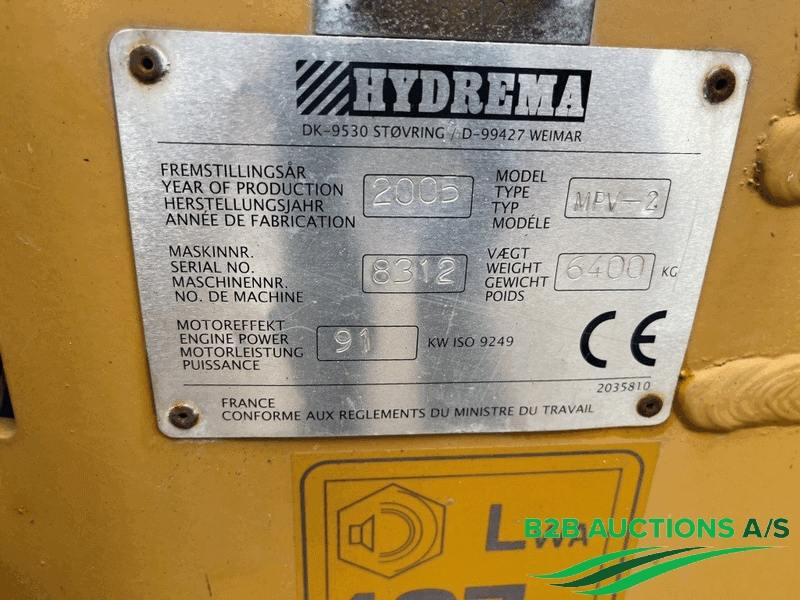 HYDREMA
DK-9530 STØVRING / D-99427 WEIMAR
FREMSTILLINGSÅR
YEAR OF PRODUCTION
HERSTELLUNGSJAHR
ANNÉE DE FABRICATION
2005
MODEL
TYPE
TYP
MODÉLE
MPV-2
MASKINNR.
SERIAL NO.
MASCHINENNR.
NO. DE MACHINE
8312
VÆGT
WEIGHT
GEWICHT
POIDS
6400 KG
MOTOREFFEKT
ENGINE POWER
MOTORLEISTUNG
PUISSANCE
91 KW ISO 9249
CE
2035810
FRANCE
CONFORME AUX REGLEMENTS DU MINISTRE DU TRAVAIL
LWA
B2B AUCTIONS A/S